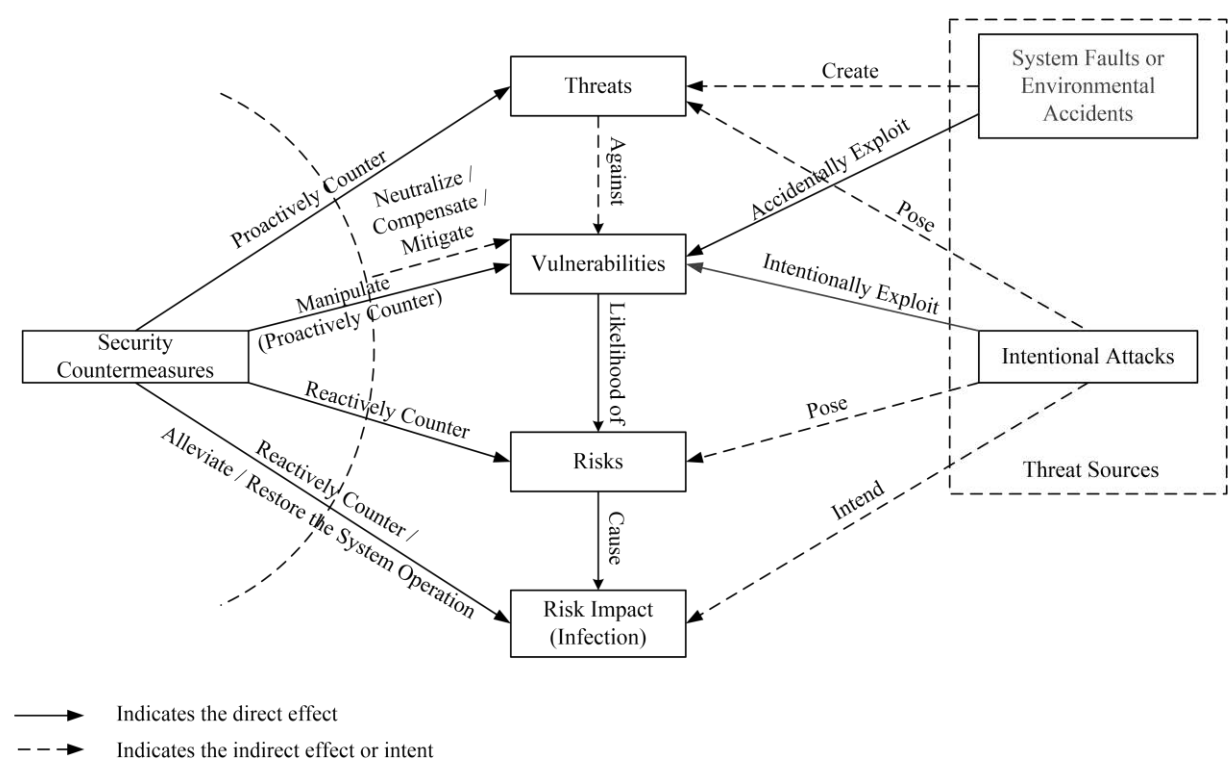 System Faults or
Environmental
Accidents
Create
Threats
Accidentally Exploit
Against
Proactively Counter
Neutralize /
Compensate /
Mitigate
Pose
Vulnerabilities
Intentionally Exploit
Manipulate
(Proactively Counter)
Security
Countermeasures
Likelihood of
Intentional Attacks
Reactively Counter
Pose
Risks
Threat Sources
Reactively Counter /
Alleviate / Restore the System Operation
Intend
Cause
Risk Impact
(Infection)
Indicates the direct effect
Indicates the indirect effect or intent